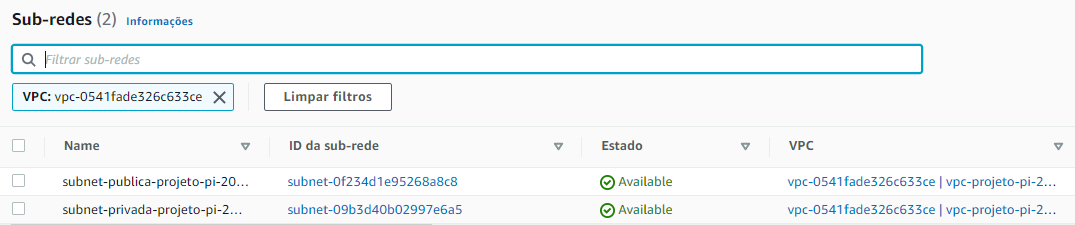 Sub-redes (2) Informações
Filtrar sub-redes
VPC: vpc-0541fade326c633ce Limpar filtros
Name ID da sub-rede Estado VPC
subnet-publica-projeto-pi-20... subnet-0f234d1e95268a8c8 Available vpc-0541fade326c633ce | vpc-projeto-pi-2...
subnet-privada-projeto-pi-2... subnet-09b3d40b02997e6a5 Available vpc-0541fade326c633ce | vpc-projeto-pi-2...